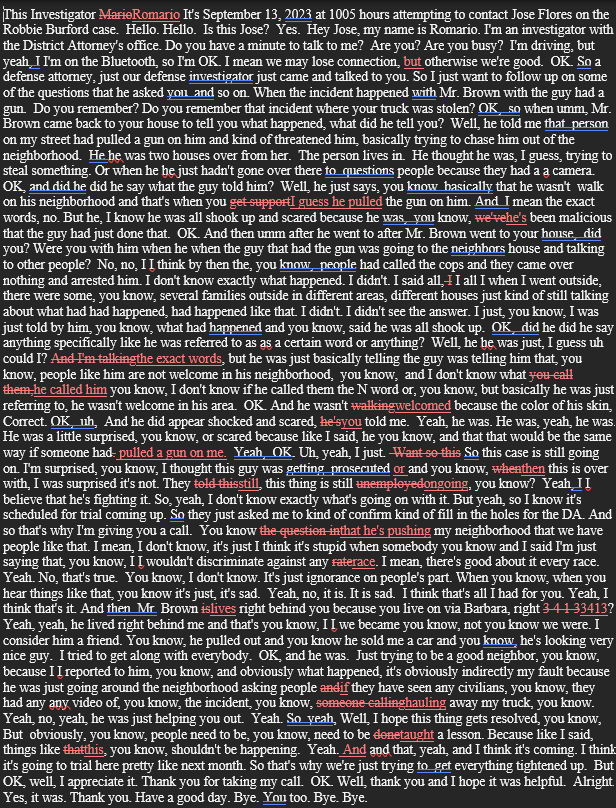 This Investigator MarioRomario It's September 13, 2023 at 1005 hours attempting to contact Jose Flores on the
Robbie Burford case.  Hello. Hello.  Is this Jose?  Yes.  Hey Jose, my name is Romario. I'm an investigator with
the District Attorney's office. Do you have a minute to talk to me?  Are you? Are you busy?  I'm driving, but
yeah, I I'm on the Bluetooth, so I'm OK. I mean we may lose connection, but otherwise we're good.  OK. So a
defense attorney, just our defense investigator just came and talked to you. So I just want to follow up on some
of the questions that he asked you and so on. When the incident happened with Mr. Brown with the guy had a
gun.  Do you remember? Do you remember that incident where your truck was stolen? OK, so when umm, Mr.
Brown came back to your house to tell you what happened, what did he tell you?  Well, he told me that person
on my street had pulled a gun on him and kind of threatened him, basically trying to chase him out of the
neighborhood.  He he was two houses over from her.  The person lives in.  He thought he was, I guess, trying to
steal something. Or when he he just hadn't gone over there to questions people because they had a a camera.
OK, and did he did he say what the guy told him?  Well, he just says, you know basically that he wasn't  walk
on his neighborhood and that's when you get supportI guess he pulled the gun on him. And I mean the exact
words, no. But he, I know he was all shook up and scared because he was, you know, we'vehe's been malicious
that the guy had just done that.  OK. And then umm after he went to after Mr. Brown went to your house, did
you? Were you with him when he when the guy that had the gun was going to the neighbors house and talking
to other people?  No, no, I I think by then the, you know, people had called the cops and they came over
nothing and arrested him. I don't know exactly what happened. I didn't. I said all, I I all I when I went outside,
there were some, you know, several families outside in different areas, different houses just kind of still talking
about what had had happened, had happened like that. I didn't. I didn't see the answer. I just, you know, I was
just told by him, you know, what had happened and you know, said he was all shook up.  OK, did he did he say
anything specifically like he was referred to as as a certain word or anything?  Well, he he was just, I guess uh
could I?  And I'm talkingthe exact words, but he was just basically telling the guy was telling him that, you
know, people like him are not welcome in his neighborhood,  you know,  and I don't know what you call
them,he called him you know, I don't know if he called him the N word or, you know, but basically he was just
referring to, he wasn't welcome in his area.  OK. And he wasn't walkingwelcomed because the color of his skin.
Correct. OK, uh,  And he did appear shocked and scared, he'syou told me.  Yeah, he was. He was, yeah, he was.
He was a little surprised, you know, or scared because like I said, he you know, and that that would be the same
way if someone had. pulled a gun on me.  Yeah, OK. Uh, yeah, I just.  Want so this So this case is still going
on. I'm surprised, you know, I thought this guy was getting prosecuted or and you know, whenthen this is over
with, I was surprised it's not. They told thisstill, this thing is still unemployedongoing, you know?  Yeah, I I
believe that he's fighting it. So, yeah, I don't know exactly what's going on with it. But yeah, so I know it's
scheduled for trial coming up. So they just asked me to kind of confirm kind of fill in the holes for the DA. And
so that's why I'm giving you a call.  You know the question inthat he's pushing my neighborhood that we have
people like that. I mean, I don't know, it's just I think it's stupid when somebody you know and I said I'm just
saying that, you know, I I wouldn't discriminate against any raterace. I mean, there's good about it every race.
Yeah. No, that's true.  You know, I don't know. It's just ignorance on people's part. When you know, when you
hear things like that, you know it's just, it's sad.  Yeah, no, it is. It is sad.  I think that's all I had for you. Yeah, I
think that's it. And then  Mr. Brown islives right behind you because you live on via Barbara, right 3 4 1 33413?
Yeah, yeah, he lived right behind me and that's you know, I I we became you know, not you know we were. I
consider him a friend. You know, he pulled out and you know he sold me a car and you know, he's looking very
nice guy.  I tried to get along with everybody.  OK, and he was.  Just trying to be a good neighbor, you know,
because I I reported to him, you know, and obviously what happened, it's obviously indirectly my fault because
he was just going around the neighborhood asking people andif they have seen any civilians, you know, they
had any video of, you know, the incident, you know, someone callinghauling away my truck, you know.
Yeah, no, yeah, he was just helping you out.  Yeah. So yeah, Well, I hope this thing gets resolved, you know,
But  obviously, you know, people need to be, you know, need to be donetaught a lesson. Because like I said,
things like thatthis, you know, shouldn't be happening.  Yeah. And and that, yeah, and I think it's coming. I think
it's going to trial here pretty like next month. So that's why we're just trying to get everything tightened up.  But
OK, well, I appreciate it. Thank you for taking my call.  OK. Well, thank you and I hope it was helpful.  Alright
Yes, it was. Thank you. Have a good day. Bye. You too. Bye. Bye.